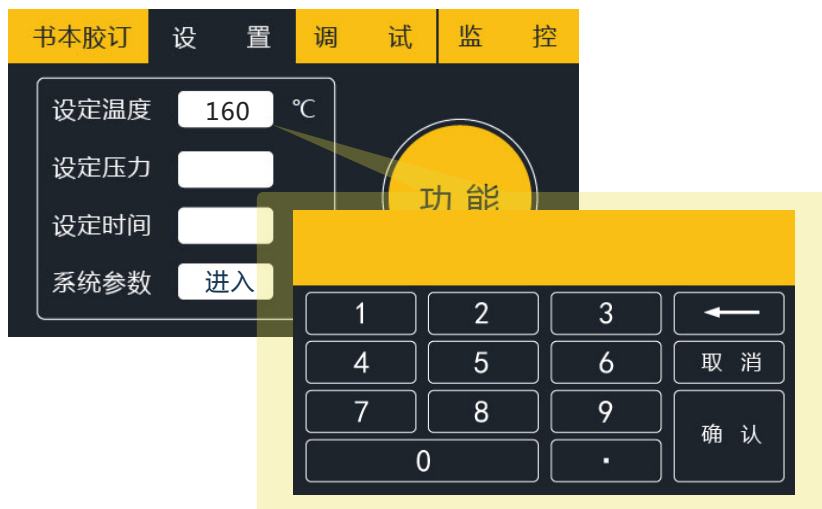 书本胶订 设 置 调 试 监 控
设定温度 160 ℃
设定压力
设定时间
系统参数 进入
功 能
1 2 3 ←
4 5 6 取 消
7 8 9 确 认
0 .